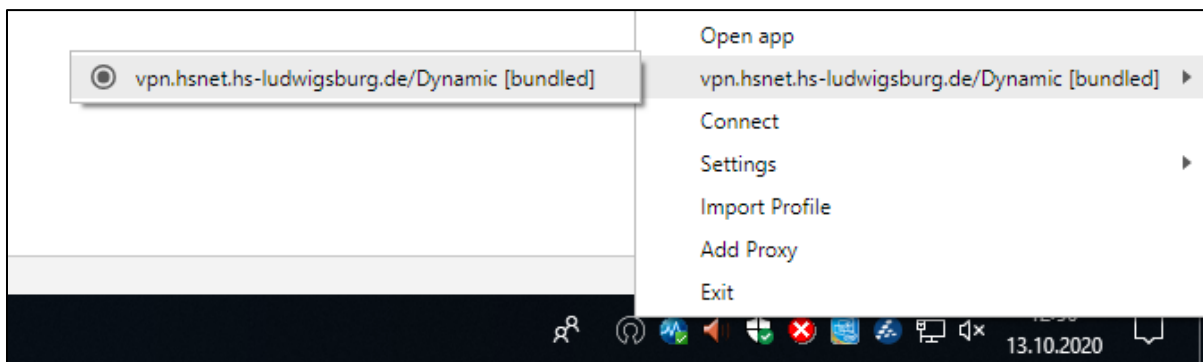 Open app
vpn.hsnet.hs-ludwigsburg.de/Dynamic [bundled]
vpn.hsnet.hs-ludwigsburg.de/Dynamic [bundled]
Connect
Settings
Import Profile
Add Proxy
Exit
13.10.2020